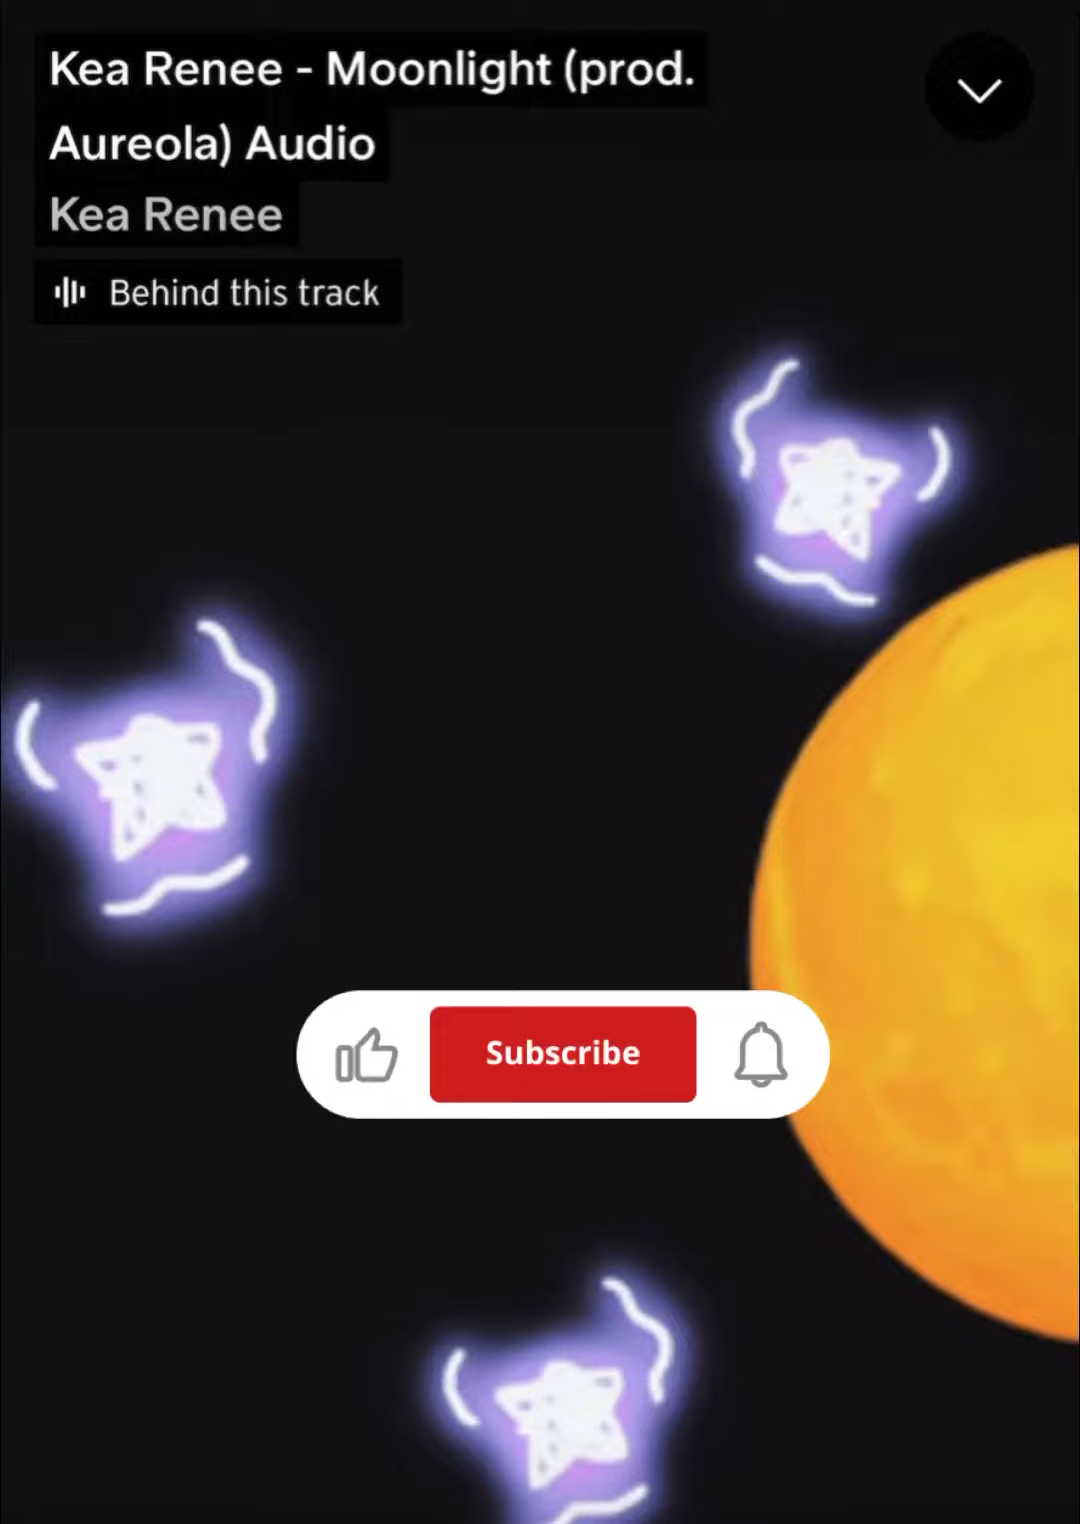 Kea Renee - Moonlight (prod.
Aureola) Audio
Kea Renee
Behind this track
Subscribe